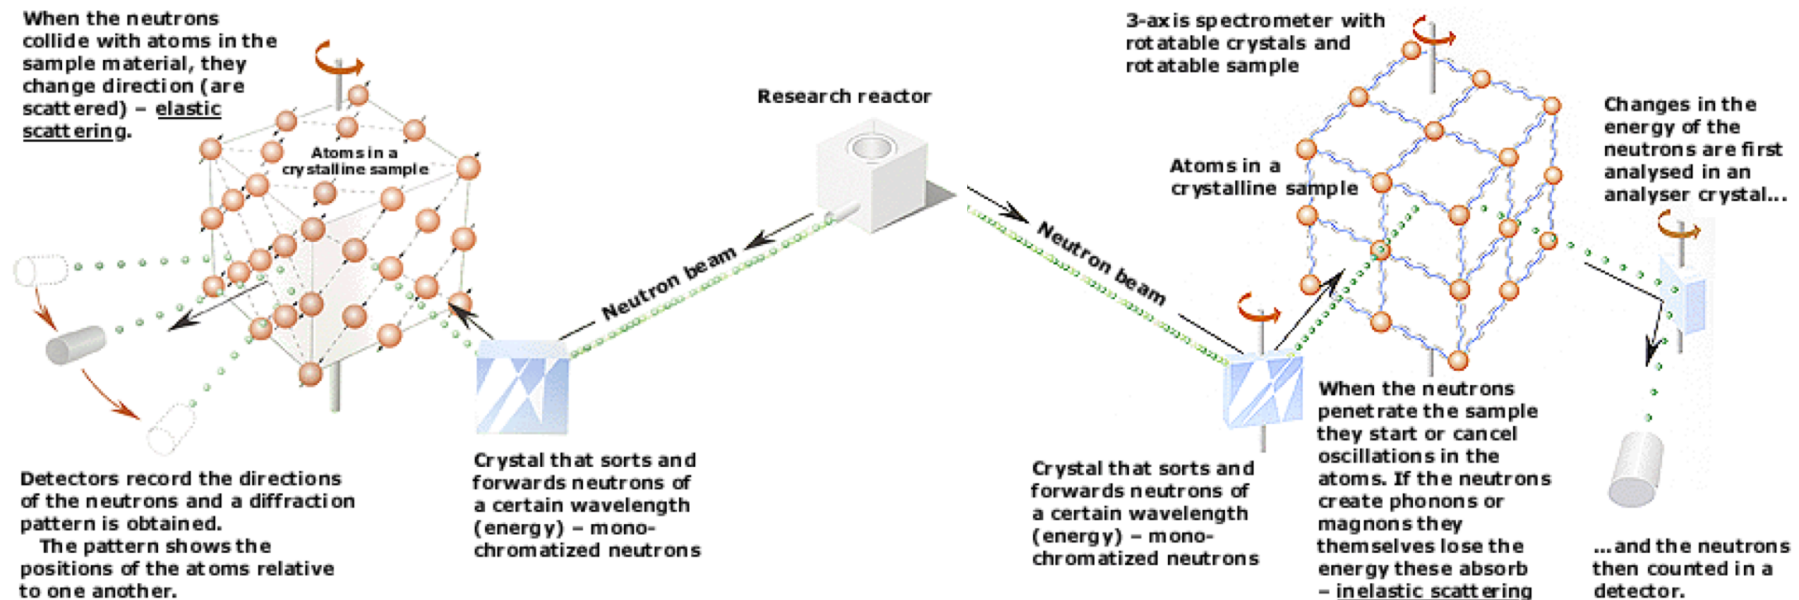 When the neutrons
collide with atoms in the
sample material, they
change direction (are
scattered) – elastic
scattering.
Atoms in a
crystalline sample
Detectors record the directions
of the neutrons and a diffraction
pattern is obtained.
The pattern shows the
positions of the atoms relative
to one another.
Crystal that sorts and
forwards neutrons of
a certain wavelength
(energy) – mono-
chromatized neutrons
Neutron beam
Research reactor
Neutron beam
Crystal that sorts and
forwards neutrons of
a certain wavelength
(energy) – mono-
chromatized neutrons
3-axis spectrometer with
rotatable crystals and
rotatable sample
Atoms in a
crystalline sample
When the neutrons
penetrate the sample
they start or cancel
oscillations in the
atoms. If the neutrons
create phonons or
magnons they
themselves lose the
energy these absorb
– inelastic scattering
Changes in the
energy of the
neutrons are first
analysed in an
analyser crystal...
...and the neutrons
then counted in a
detector.